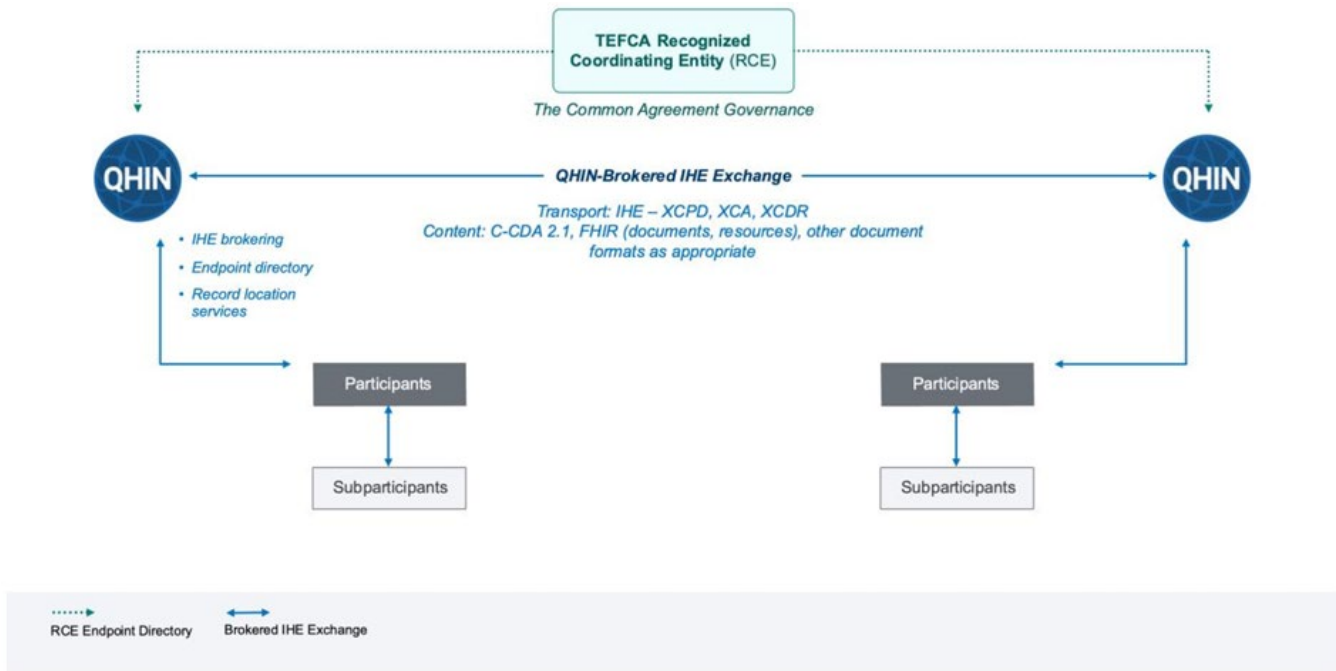 TEFCA Recognized
Coordinating Entity (RCE)
The Common Agreement Governance
QHIN
QHIN-Brokered IHE Exchange
QHIN
Transport: IHE – XCPD, XCA, XCDR
Content: C-CDA 2.1, FHIR (documents, resources), other document
formats as appropriate
• IHE brokering
• Endpoint directory
• Record location
services
Participants
Participants
Subparticipants
Subparticipants
RCE Endpoint Directory
Brokered IHE Exchange